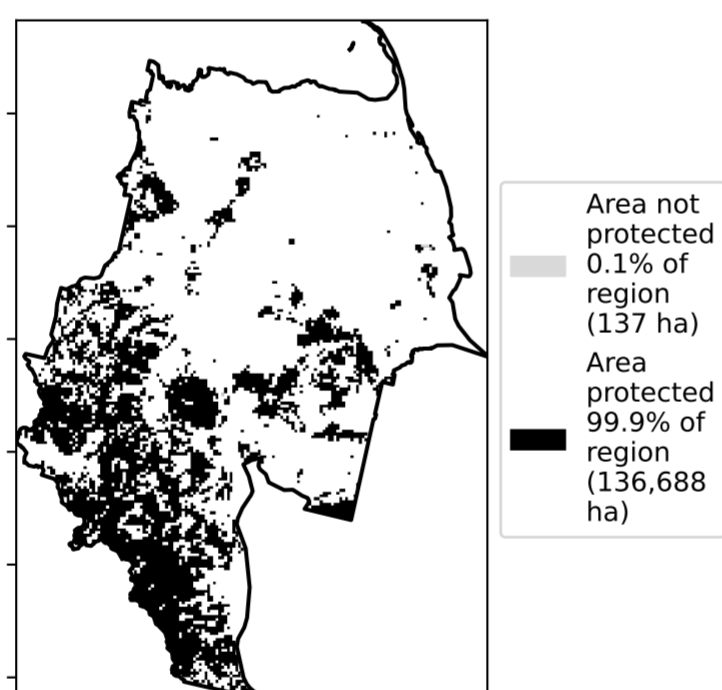 Area not
protected
0.1% of
region
(137 ha)
Area
protected
99.9% of
region
(136,688
ha)